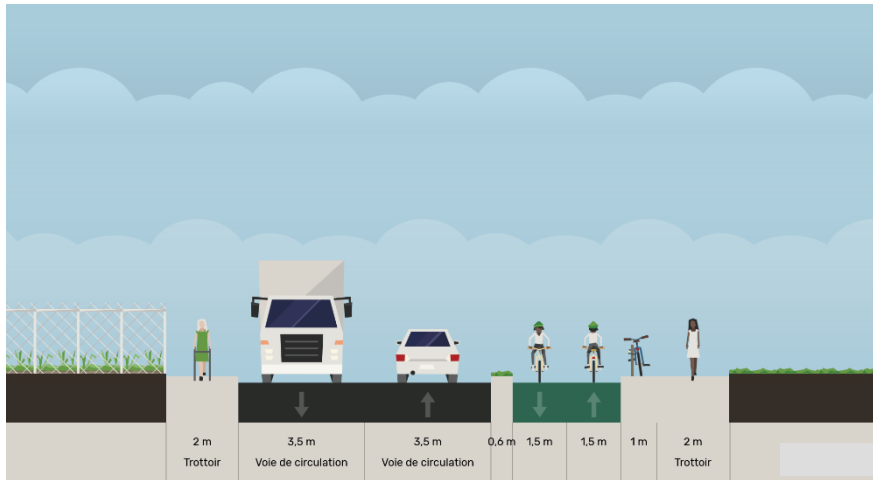 2 m
Trottoir
3,5 m
Voie de circulation
3,5 m
Voie de circulation
0,6 m
1,5 m
1,5 m
1 m
2 m
Trottoir